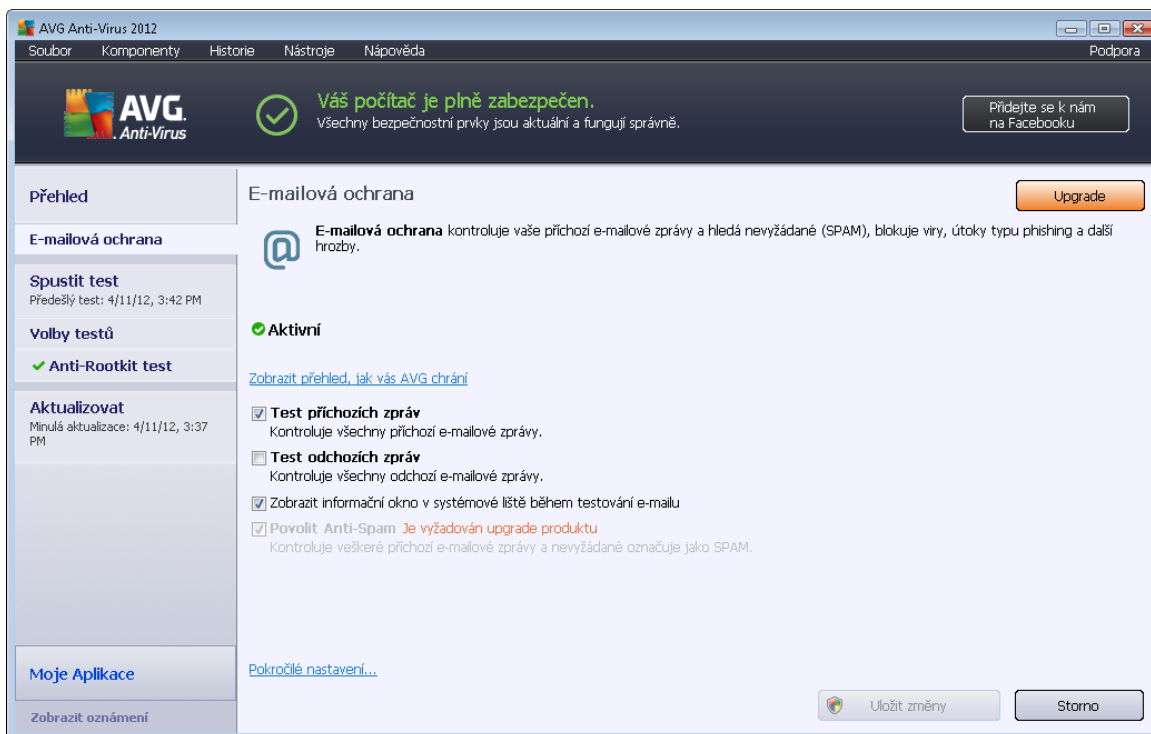 AVG Anti-Virus 2012
Soubor Komponenty Historie Nástroje Nápověda Podpora
AVG.
Anti-Virus
Váš počítač je plně zabezpečen.
Všechny bezpečnostní prvky jsou aktuální a fungují správně.
Přidejte se k nám
na Facebooku
Přehled
E-mailová ochrana
Spustit test
Předešlý test: 4/11/12, 3:42 PM
Volby testů
Anti-Rootkit test
Aktualizovat
Minulá aktualizace: 4/11/12, 3:37
PM
Moje Aplikace
Zobrazit oznámení
E-mailová ochrana
Upgrade
E-mailová ochrana kontroluje vaše příchozí e-mailové zprávy a hledá nevyžádané (SPAM), blokuje viry, útoky typu phishing a další
hrozby.
Aktivní
Zobrazit přehled, jak vás AVG chrání
Test příchozích zpráv
Kontroluje všechny příchozí e-mailové zprávy.
Test odchozích zpráv
Kontroluje všechny odchozí e-mailové zprávy.
Zobrazit informační okno v systémové liště během testování e-mailu
Povolit Anti-Spam Je vyžadován upgrade produktu
Kontroluje veškeré příchozí e-mailové zprávy a nevyžádané označuje jako SPAM.
Pokročilé nastavení...
Uložit změny
Storno